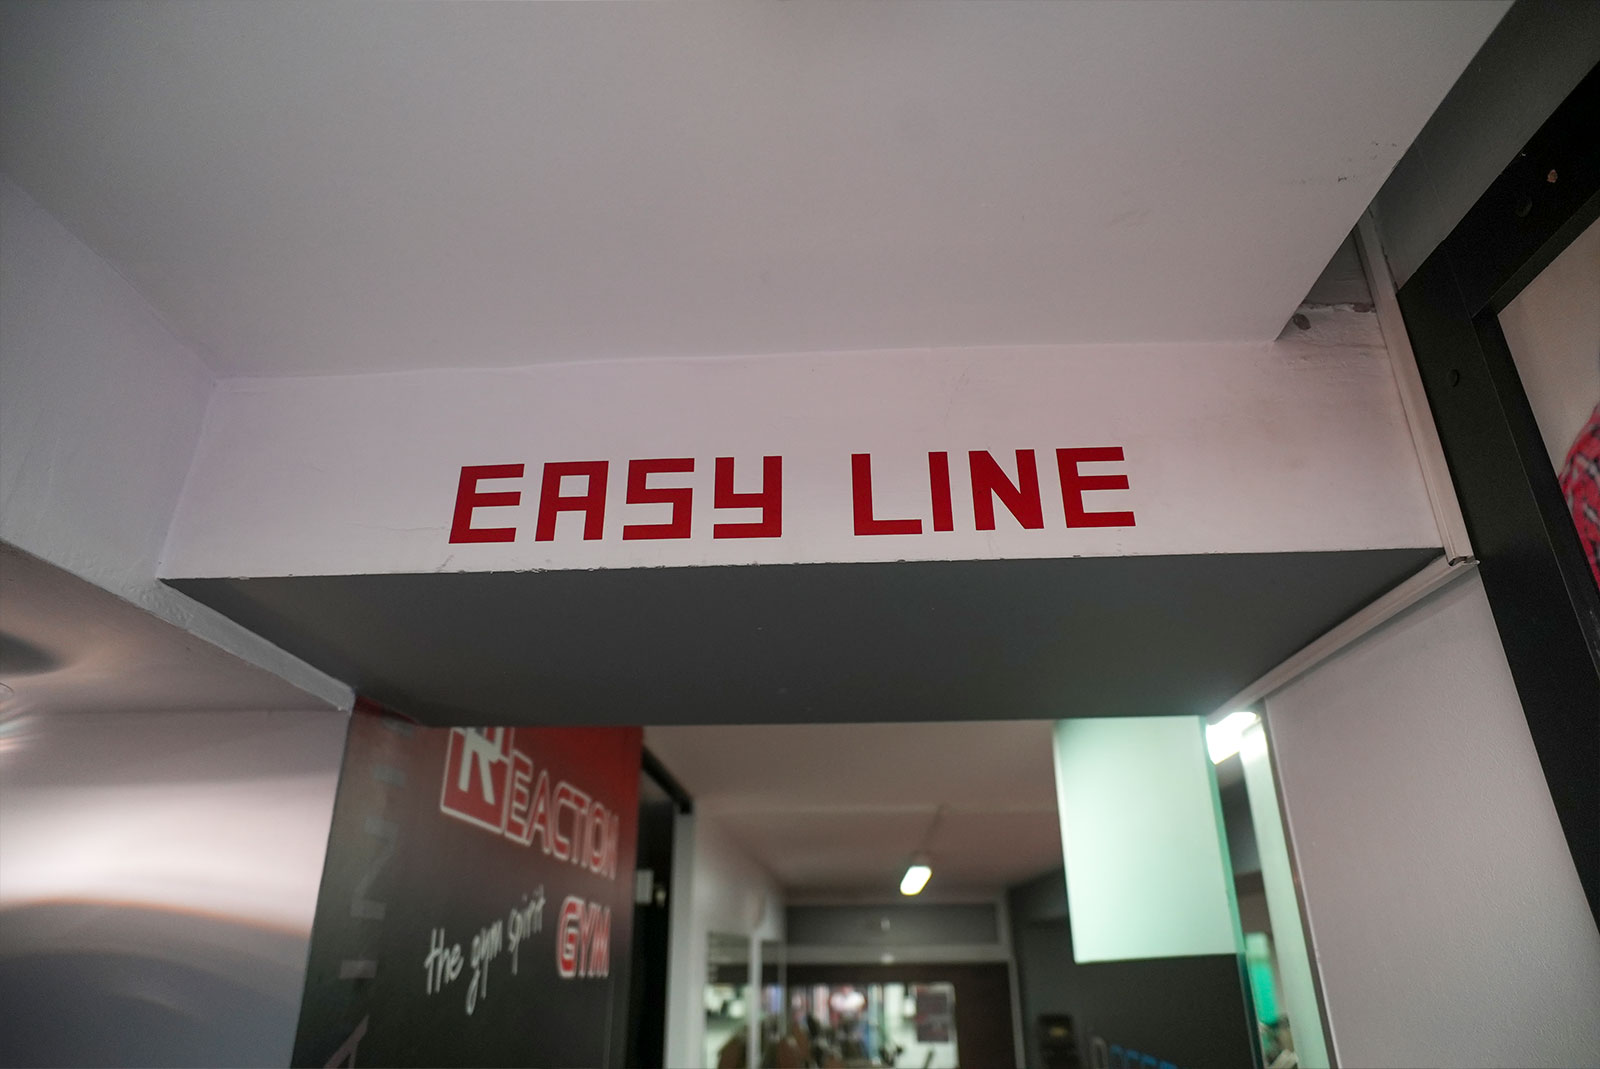 EASY LINE
REACTION
the gym spirit GYM